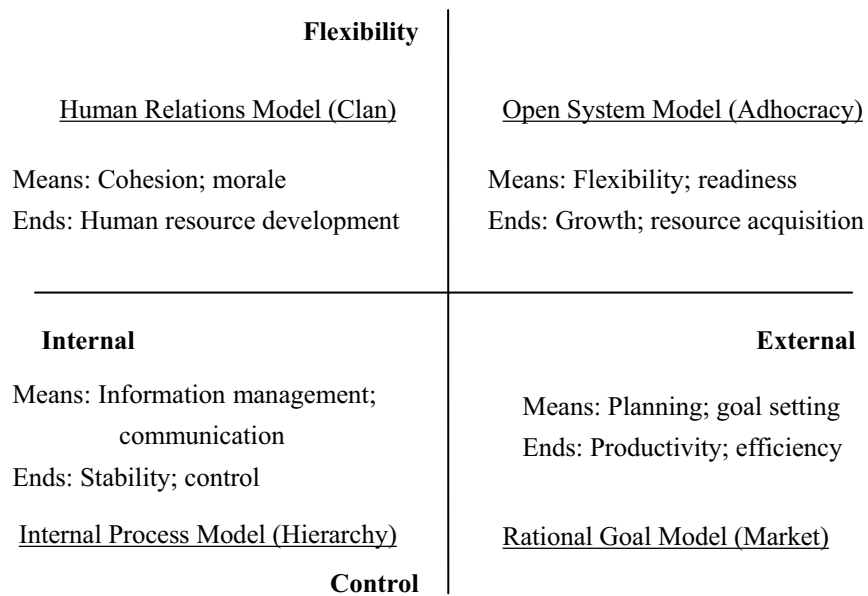 Flexibility
Human Relations Model (Clan)
Means: Cohesion; morale
Ends: Human resource development
Open System Model (Adhocracy)
Means: Flexibility; readiness
Ends: Growth; resource acquisition
Internal
External
Means: Information management;
communication
Ends: Stability; control
Internal Process Model (Hierarchy)
Means: Planning; goal setting
Ends: Productivity; efficiency
Rational Goal Model (Market)
Control